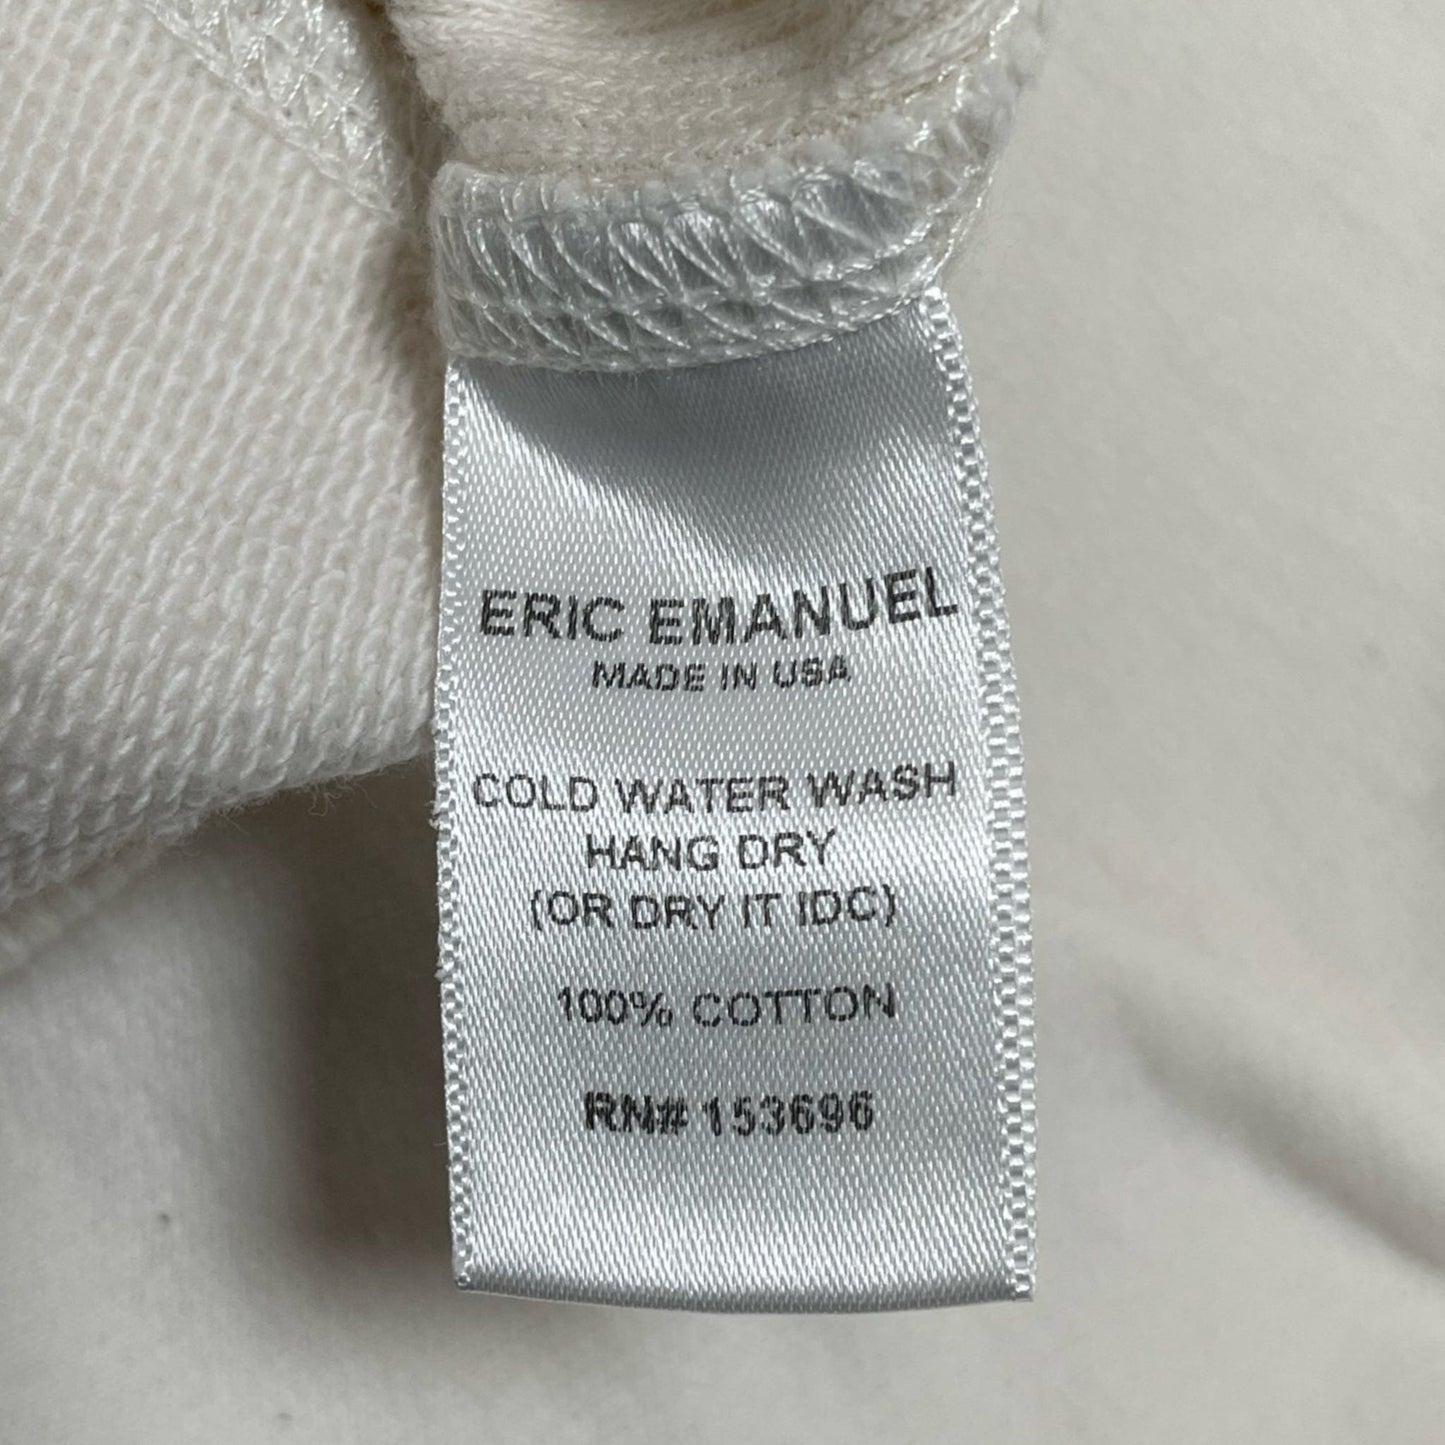 ERIC EMANUEL
MADE IN USA
COLD WATER WASH
HANG DRY
(OR DRY IT IDC)
100% COTTON
RN# 153696